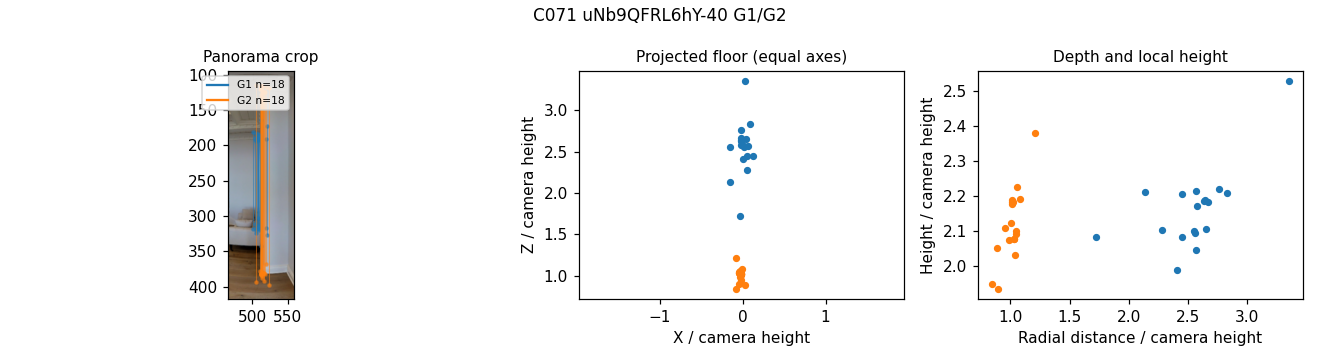 C071 uNb9QFRL6hY-40 G1/G2
Panorama crop
G1 n=18
G2 n=18
100
150
200
250
300
350
400
500 550
Projected floor (equal axes)
Z / camera height
3.0
2.5
2.0
1.5
1.0
−1 0 1
X / camera height
Depth and local height
Height / camera height
2.5
2.4
2.3
2.2
2.1
2.0
1.0 1.5 2.0 2.5 3.0
Radial distance / camera height